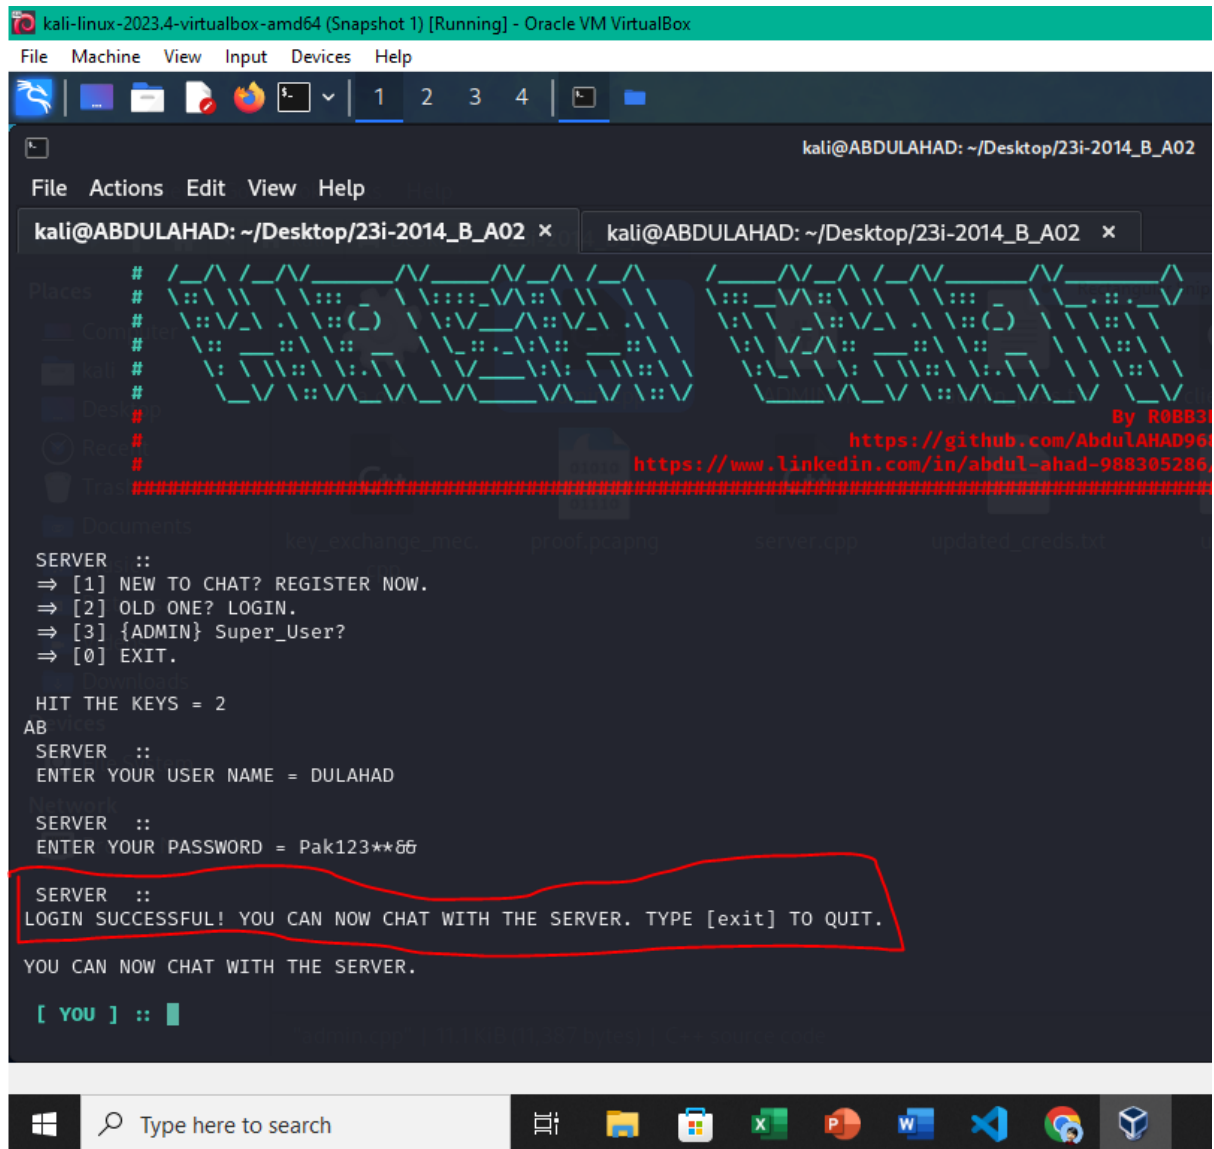 kali-linux-2023.4-virtualbox-amd64 (Snapshot 1) [Running] - Oracle VM VirtualBox
File Machine View Input Devices Help
1 2 3 4
kali@ABDULAHAD: ~/Desktop/23i-2014_B_A02
File Actions Edit View Help
kali@ABDULAHAD: ~/Desktop/23i-2014_B_A02 × kali@ABDULAHAD: ~/Desktop/23i-2014_B_A02 ×
By R0BB3
https://github.com/AbdulAHAD968
https://www.linkedin.com/in/abdul-ahad-988305286/
SERVER ::
⇒ [1] NEW TO CHAT? REGISTER NOW.
⇒ [2] OLD ONE? LOGIN.
⇒ [3] {ADMIN} Super_User?
⇒ [0] EXIT.
HIT THE KEYS = 2
AB
SERVER ::
ENTER YOUR USER NAME = DULAHAD
SERVER ::
ENTER YOUR PASSWORD = Pak123**&&
SERVER ::
LOGIN SUCCESSFUL! YOU CAN NOW CHAT WITH THE SERVER. TYPE [exit] TO QUIT.
YOU CAN NOW CHAT WITH THE SERVER.
[ YOU ] ::
Type here to search